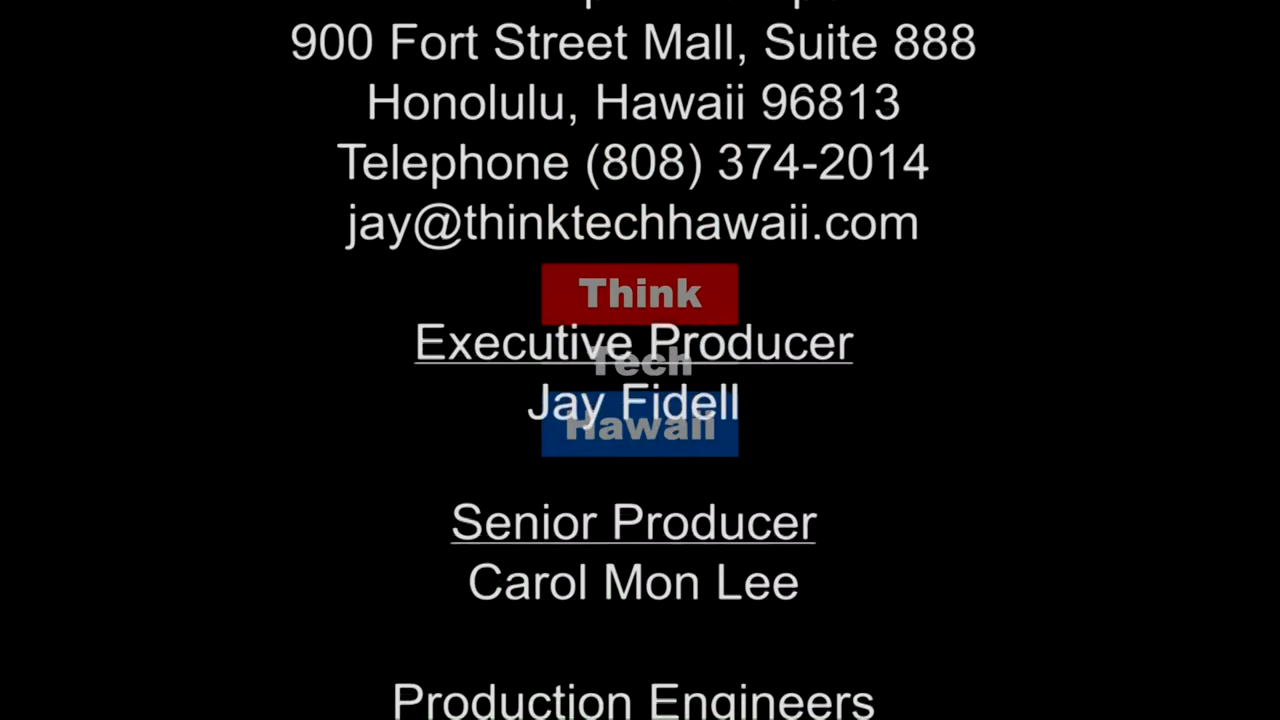 900 Fort Street Mall, Suite 888
Honolulu, Hawaii 96813
Telephone (808) 374-2014
jay@thinktechhawaii.com
Think
Executive Producer
Tech
Jay Fidell
Hawaii
Senior Producer
Carol Mon Lee
Production Engineers